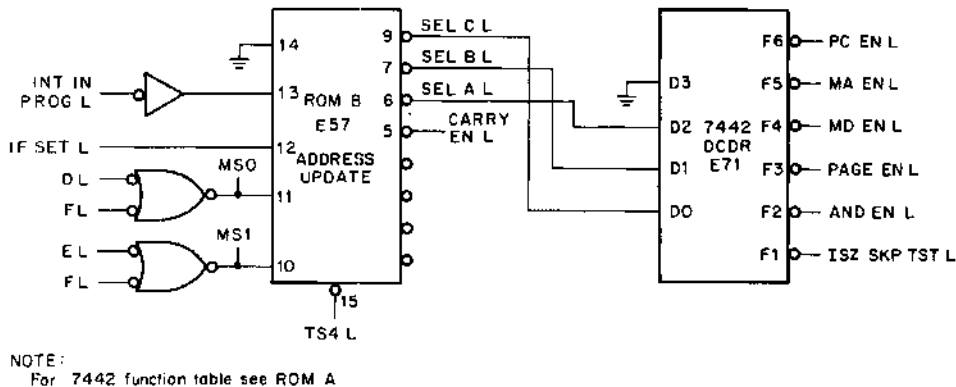 INT IN
PROG L
IF SET L
D L
F L
E L
F L
MS0
MS1
14
13
12
11
10
ROM B
E57
ADDRESS
UPDATE
9
7
6
5
15
TS4 L
SEL C L
SEL B L
SEL A L
CARRY
EN L
D3
D2
D1
D0
7442
DCDR
E71
F6
F5
F4
F3
F2
F1
PC EN L
MA EN L
MD EN L
PAGE EN L
AND EN L
ISZ SKP TST L
NOTE:
For 7442 function table see ROM A